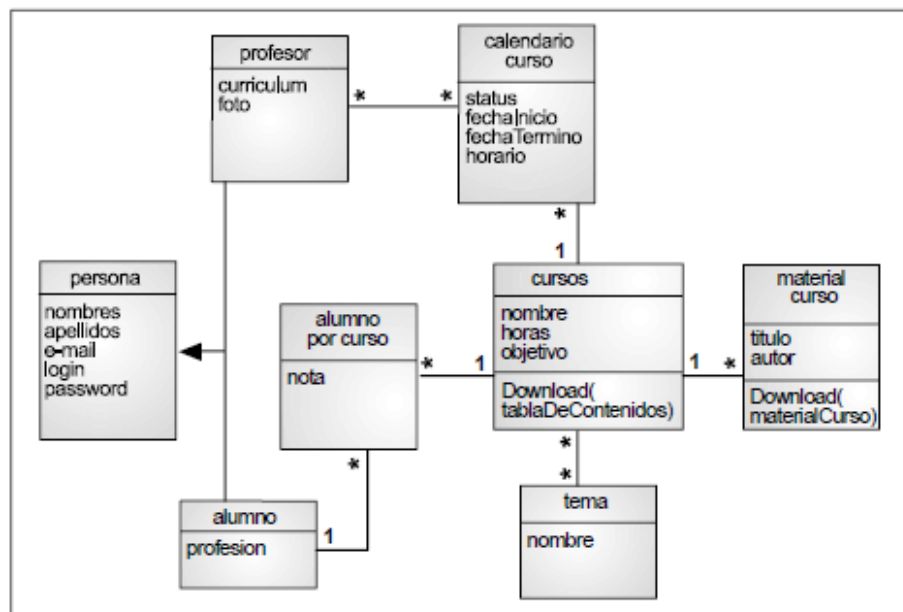 profesor
curriculum
foto
*
*
calendario
curso
status
fechaInicio
fechaTermino
horario
*
1
persona
nombres
apellidos
e-mail
login
password
alumno
por curso
nota
*
1
cursos
nombre
horas
objetivo
Download(
tablaDeContenidos)
1
*
material
curso
titulo
autor
Download(
materialCurso)
*
*
*
alumno
profesion
1
tema
nombre